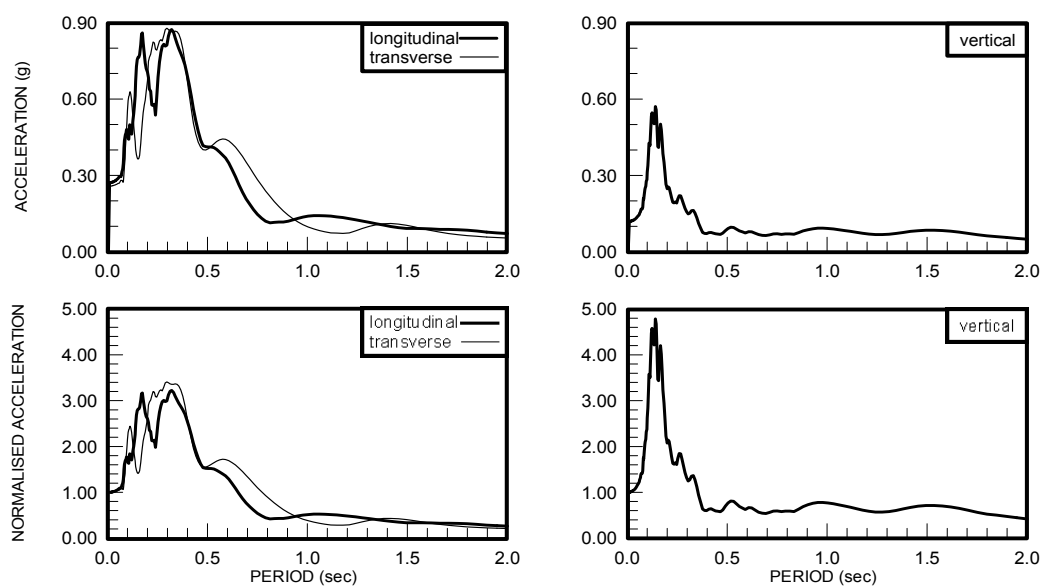 ACCELERATION (g)
0.90
0.60
0.30
0.00
longitudinal
transverse
0.0 0.5 1.0 1.5 2.0
0.90
0.60
0.30
0.00
vertical
0.0 0.5 1.0 1.5 2.0
NORMALISED ACCELERATION
5.00
4.00
3.00
2.00
1.00
0.00
longitudinal
transverse
0.0 0.5 1.0 1.5 2.0
PERIOD (sec)
5.00
4.00
3.00
2.00
1.00
0.00
vertical
0.0 0.5 1.0 1.5 2.0
PERIOD (sec)